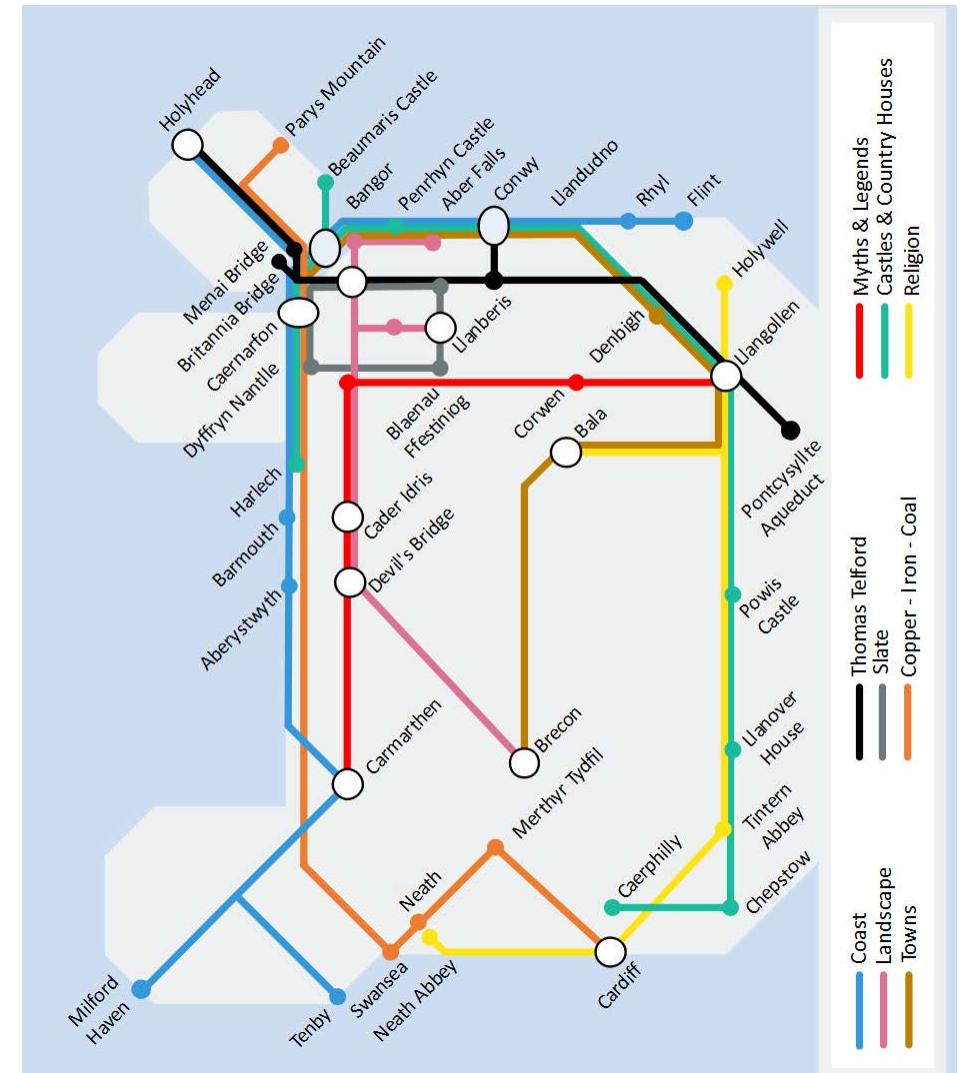 Holyhead
Parys Mountain
Beaumaris Castle
Bangor
Penrhyn Castle
Aber Falls
Convy
Llandudno
Rhyl
Flint
Holywell
Menai Bridge
Britannia Bridge
Caernarfon
Dyffryn Nantlle
Llanberis
Denbigh
Llangollen
Blaenau
Ffestiniog
Corwen
Bala
Pontcysyllte
Aqueduct
Harlech
Cader Idris
Barmouth
Devil's Bridge
Aberystwyth
Powis
Castle
Carmarthen
Brecon
Llanover
House
Merthyr Tydfil
Tintern
Abbey
Caerphilly
Chepstow
Neath
Swansea
Neath Abbey
Cardiff
Milford
Haven
Tenby
Myths & Legends
Castles & Country Houses
Religion
Thomas Telford
Slate
Copper - Iron - Coal
Coast
Landscape
Towns